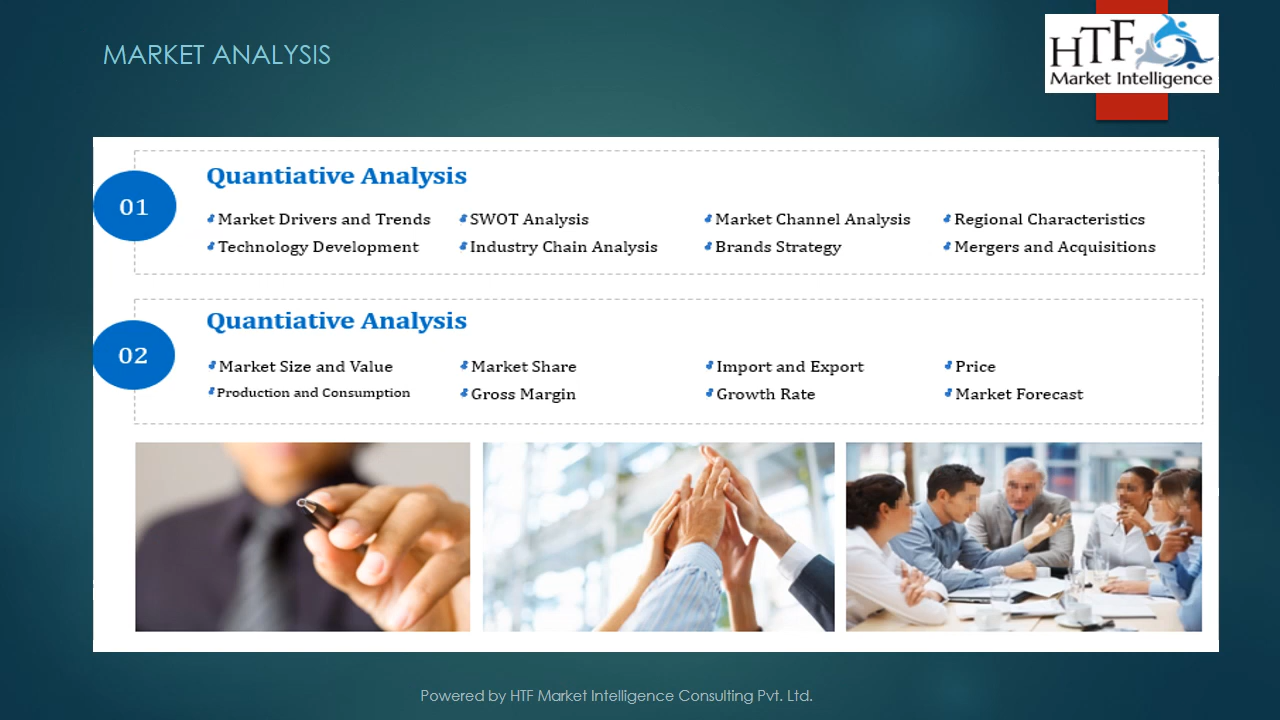 MARKET ANALYSIS
HTF
Market Intelligence
01
Quantiative Analysis
Market Drivers and Trends SWOT Analysis Market Channel Analysis Regional Characteristics
Technology Development Industry Chain Analysis Brands Strategy Mergers and Acquisitions
02
Quantiative Analysis
Market Size and Value Market Share Import and Export Price
Production and Consumption Gross Margin Growth Rate Market Forecast
Powered by HTF Market Intelligence Consulting Pvt. Ltd.